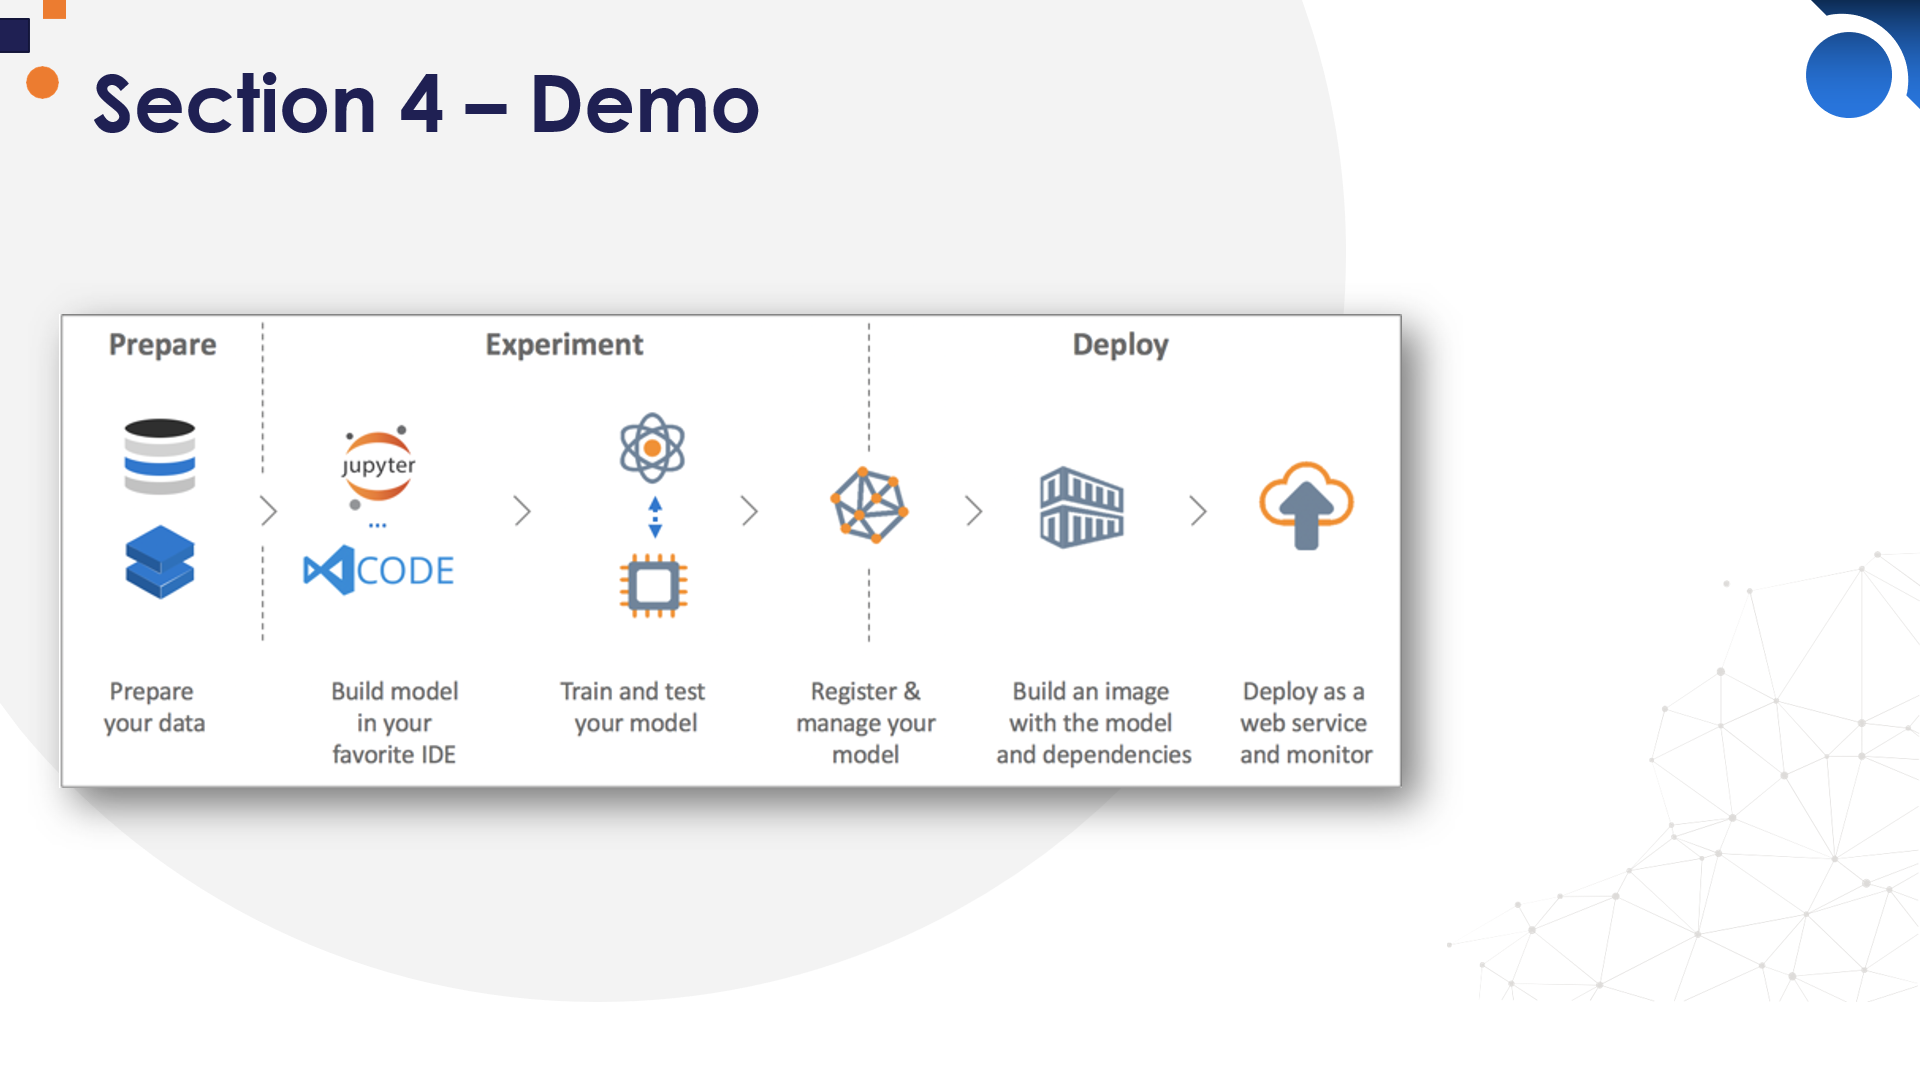 Section 4 – Demo
Prepare
Experiment
Deploy
jupyter
...
CODE
Prepare
your data
Build model
in your
favorite IDE
Train and test
your model
Register &
manage your
model
Build an image
with the model
and dependencies
Deploy as a
web service
and monitor